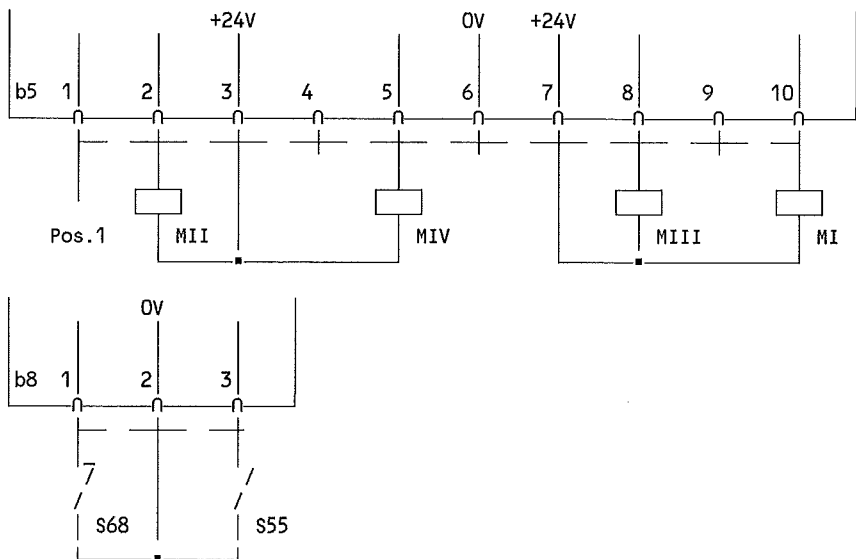 +24V 0V +24V
b5 1 2 3 4 5 6 7 8 9 10
Pos.1 MII MIV MIII MI
0V
b8 1 2 3
S68 S55